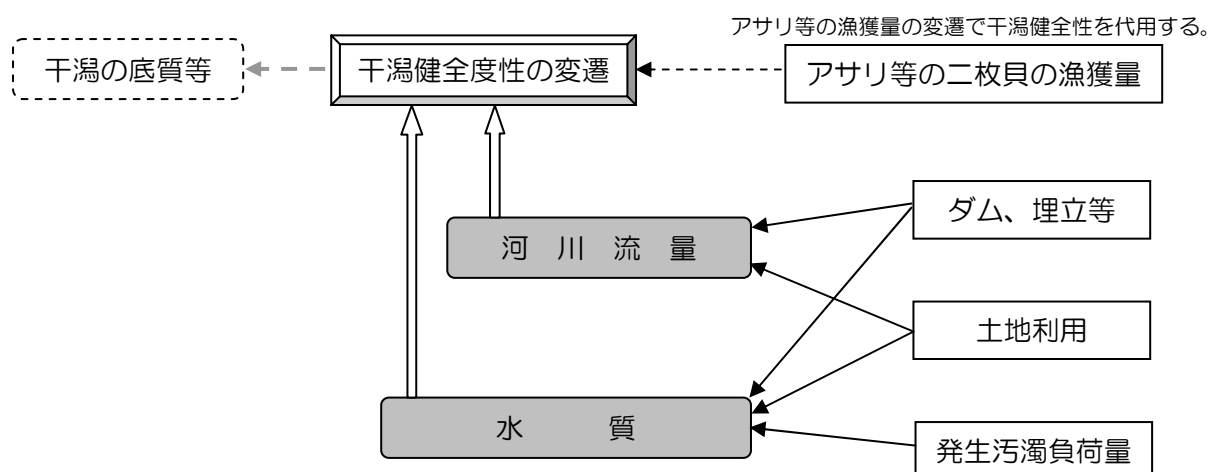 アサリ等の漁獲量の変遷で干潟健全性を代用する。
干潟の底質等
干潟健全度性の変遷
アサリ等の二枚貝の漁獲量
ダム、埋立等
河 川 流 量
土地利用
水 質
発生汚濁負荷量